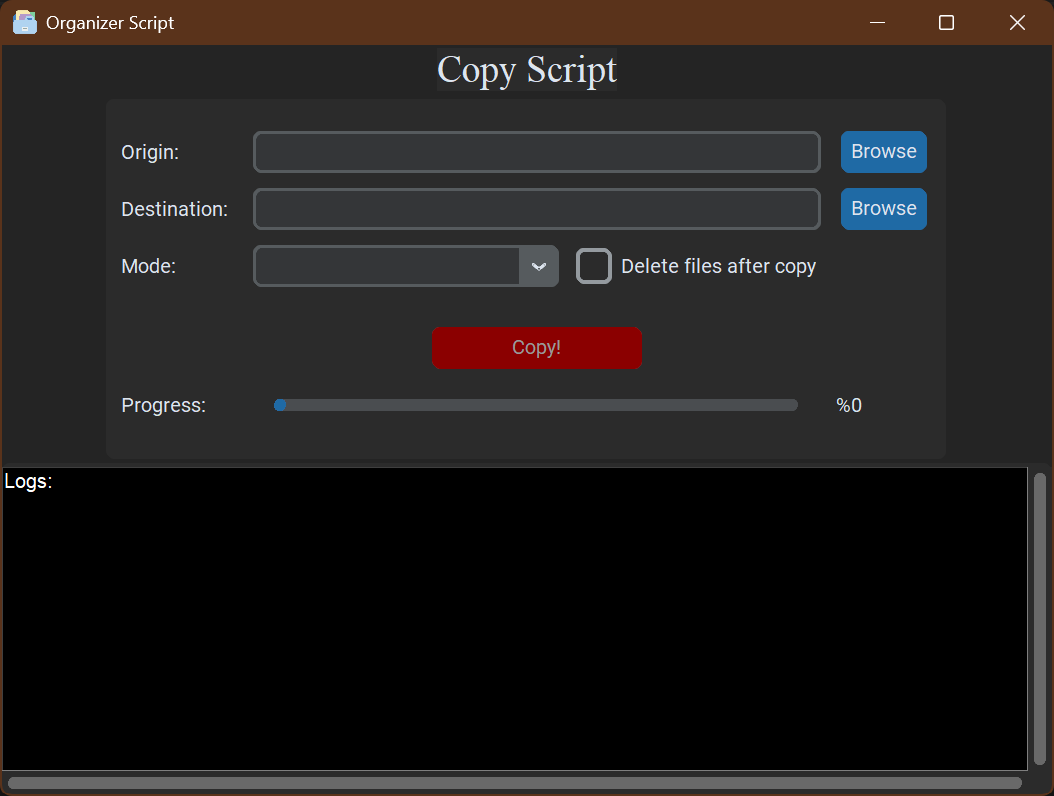 Organizer Script
Copy Script
Origin:
Browse
Destination:
Browse
Mode:
Delete files after copy
Copy!
Progress:
%0
Logs: